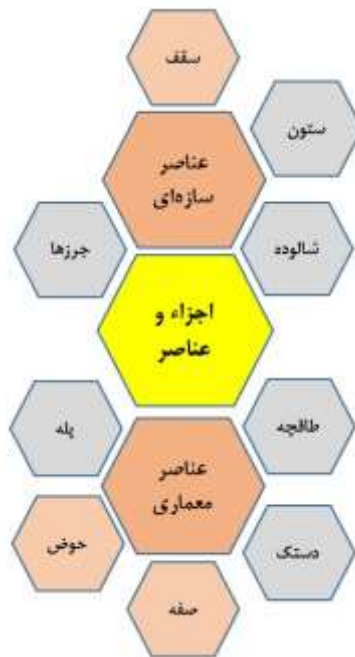 سقف
ستون
عناصر
سازه‌ای
جرزها
شالوده
اجزاء و
عناصر
پله
طاقچه
عناصر
معماری
حوض
دستک
صفه